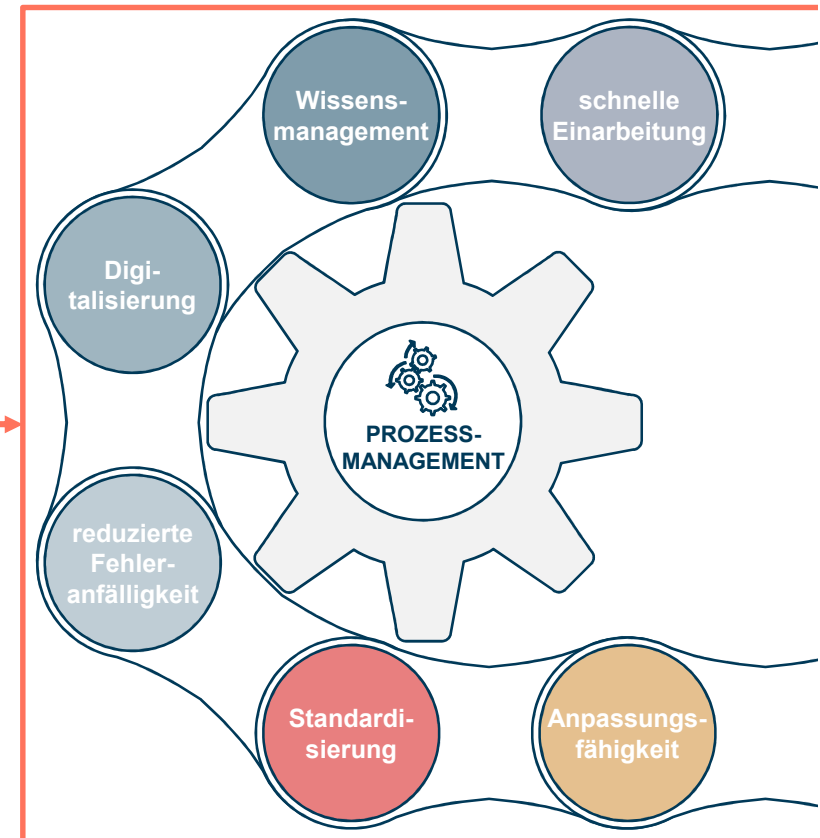 Wissens-
management
schnelle
Einarbeitung
Digi-
talisierung
PROZESS-
MANAGEMENT
reduzierte
Fehler-
anfälligkeit
Standardi-
sierung
Anpassungs-
fähigkeit